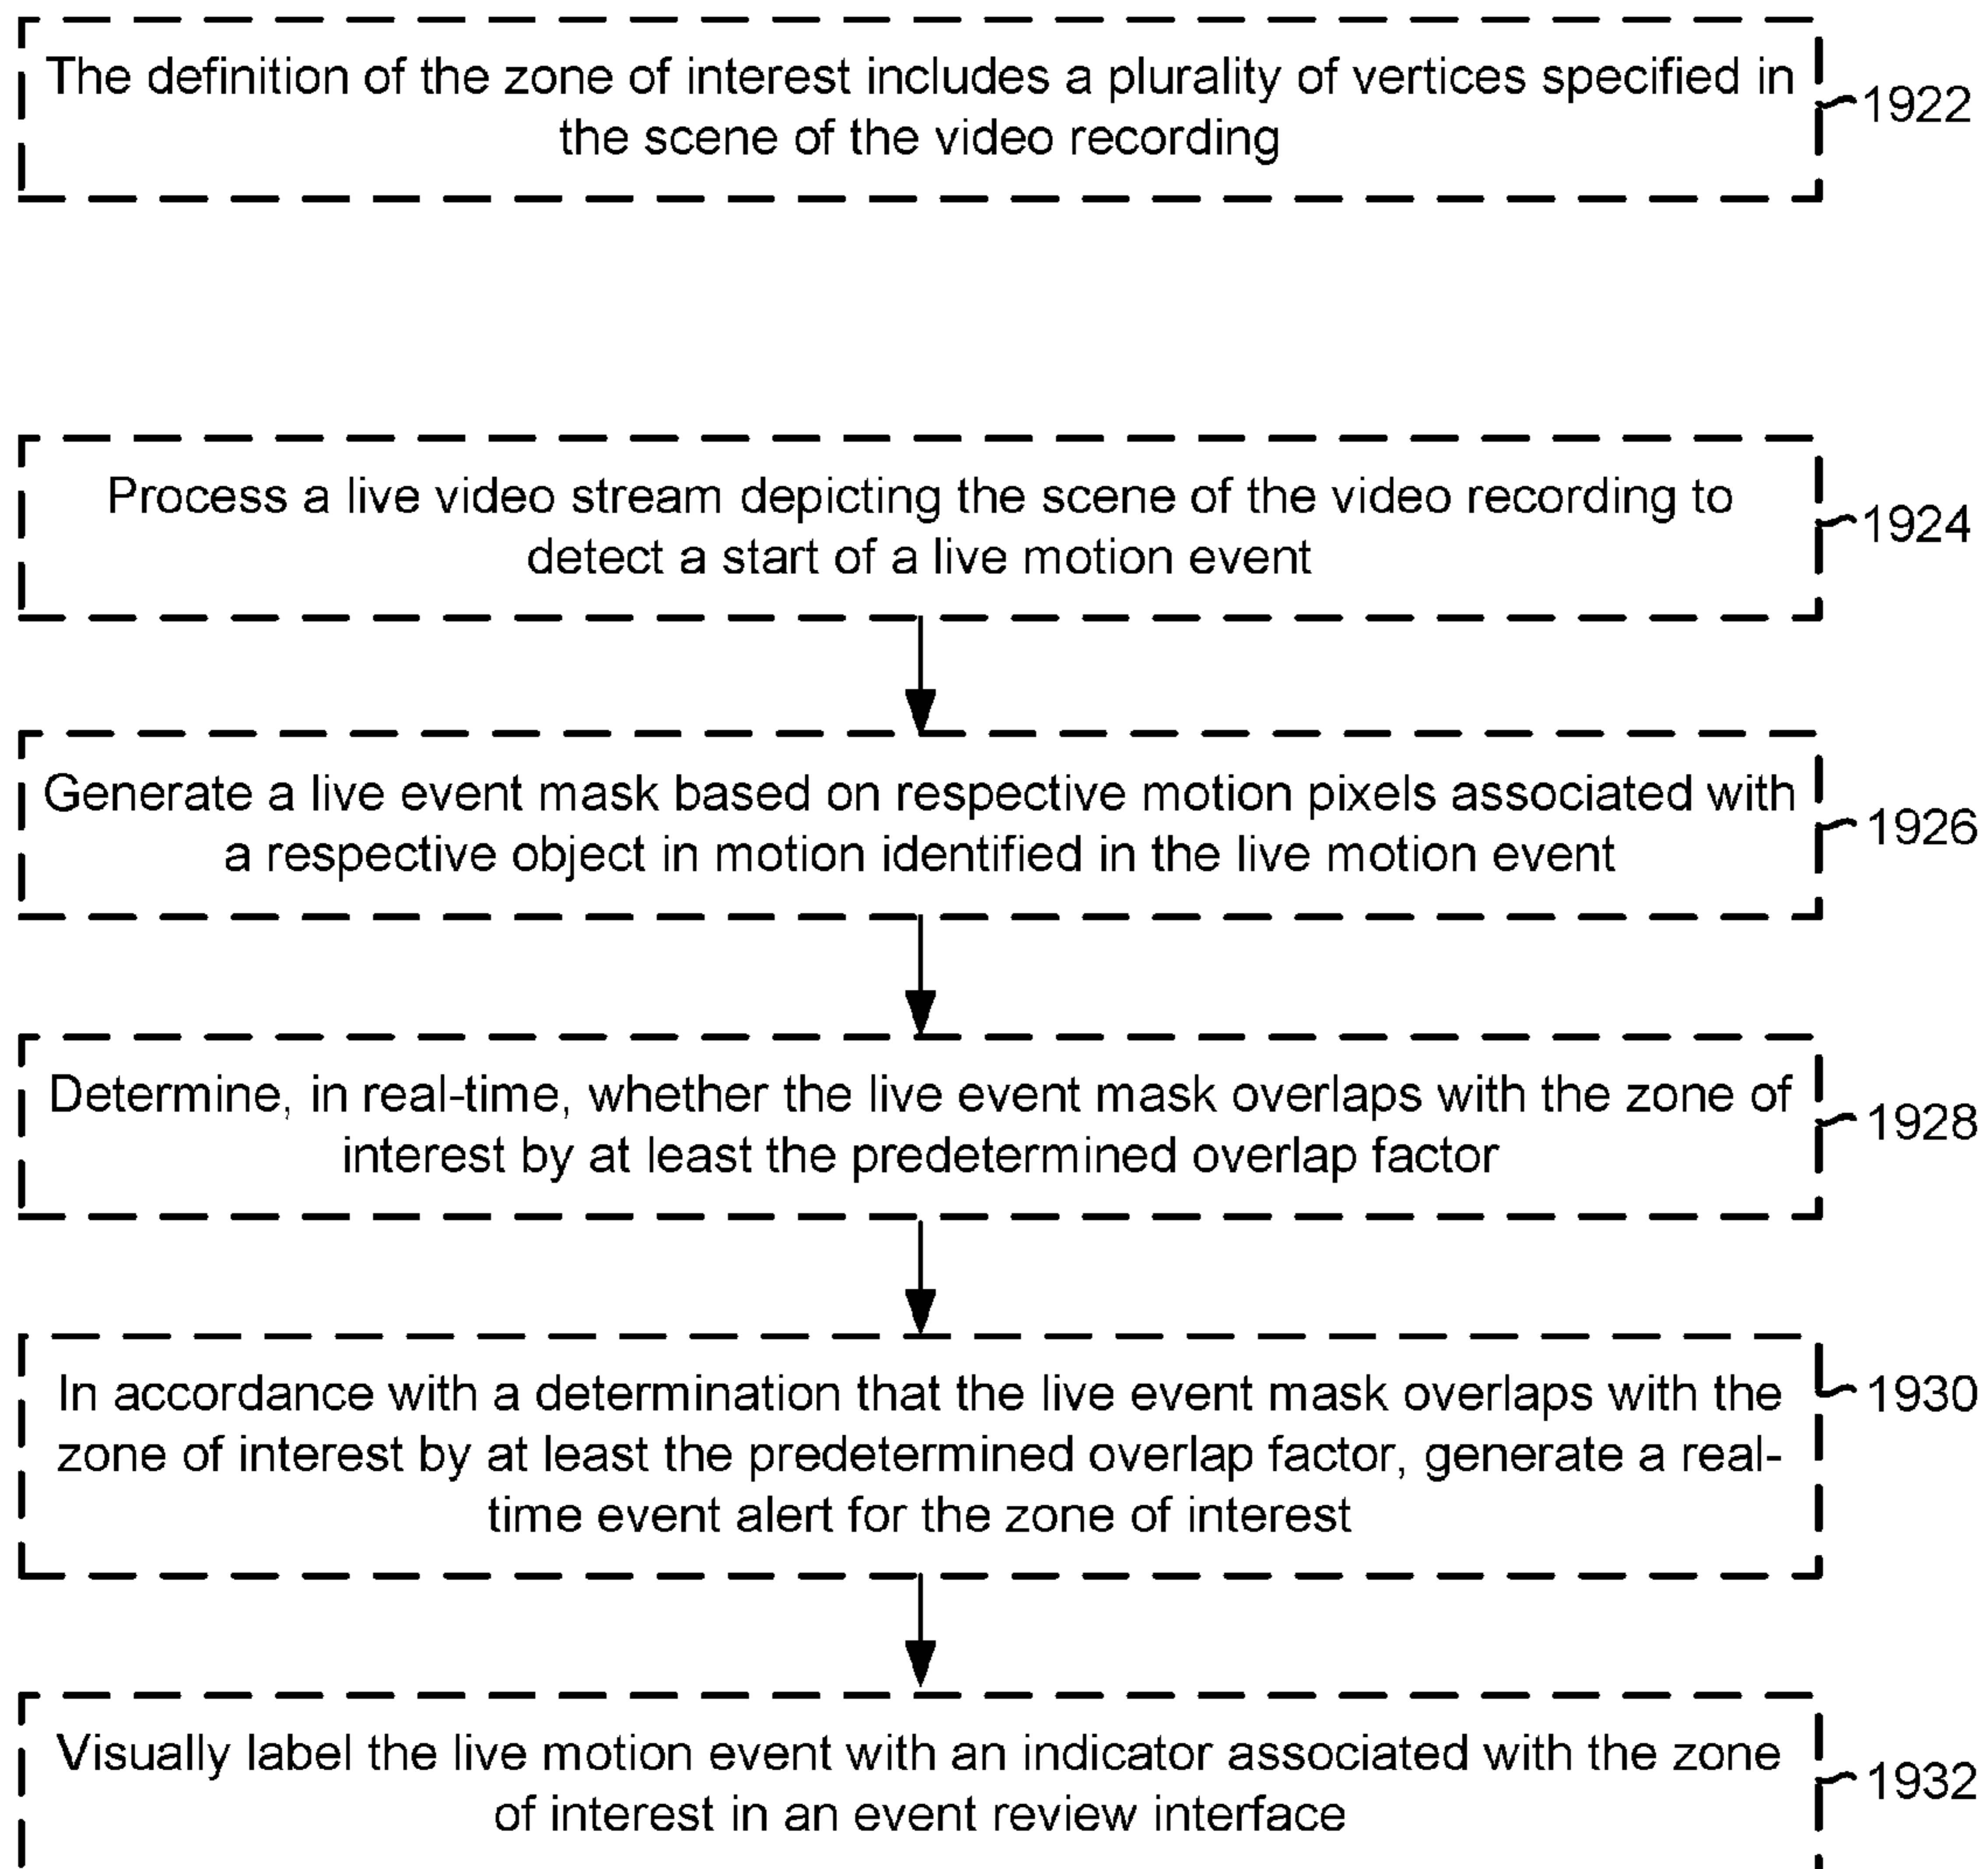 The definition of the zone of interest includes a plurality of vertices specified in
the scene of the video recording
1922
Process a live video stream depicting the scene of the video recording to
detect a start of a live motion event
1924
Generate a live event mask based on respective motion pixels associated with
a respective object in motion identified in the live motion event
1926
Determine, in real-time, whether the live event mask overlaps with the zone of
interest by at least the predetermined overlap factor
1928
In accordance with a determination that the live event mask overlaps with the
zone of interest by at least the predetermined overlap factor, generate a real-
time event alert for the zone of interest
1930
Visually label the live motion event with an indicator associated with the zone
of interest in an event review interface
1932